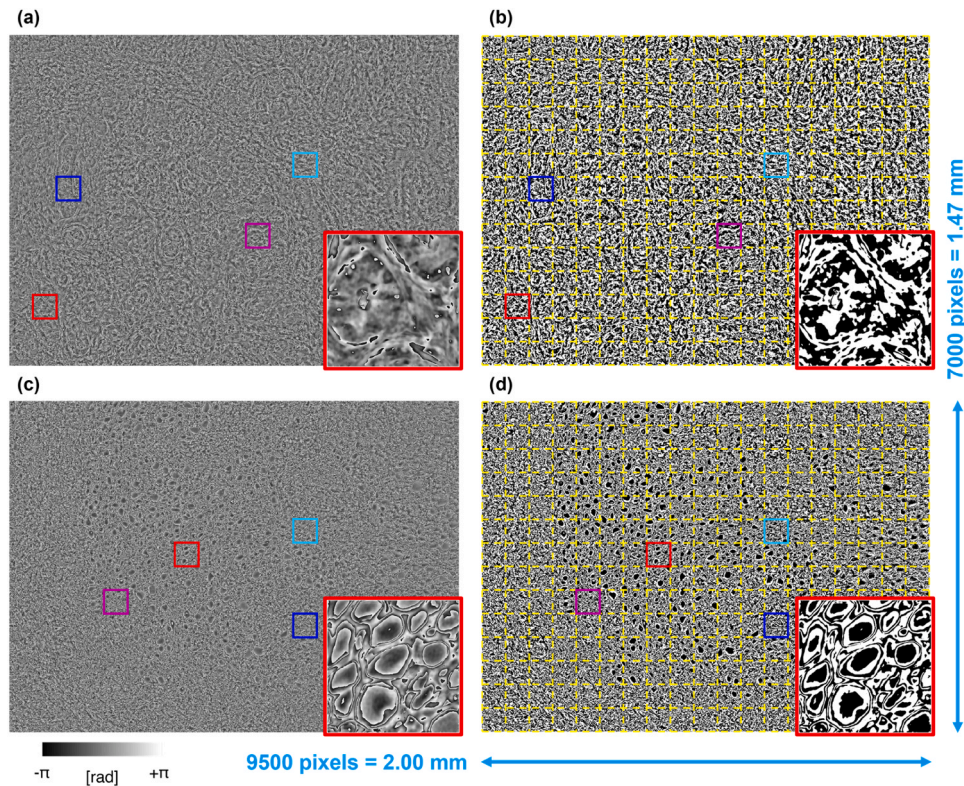 (a)
(b)
7000 pixels = 1.47 mm
(c)
(d)
-π
[rad]
+π
9500 pixels = 2.00 mm